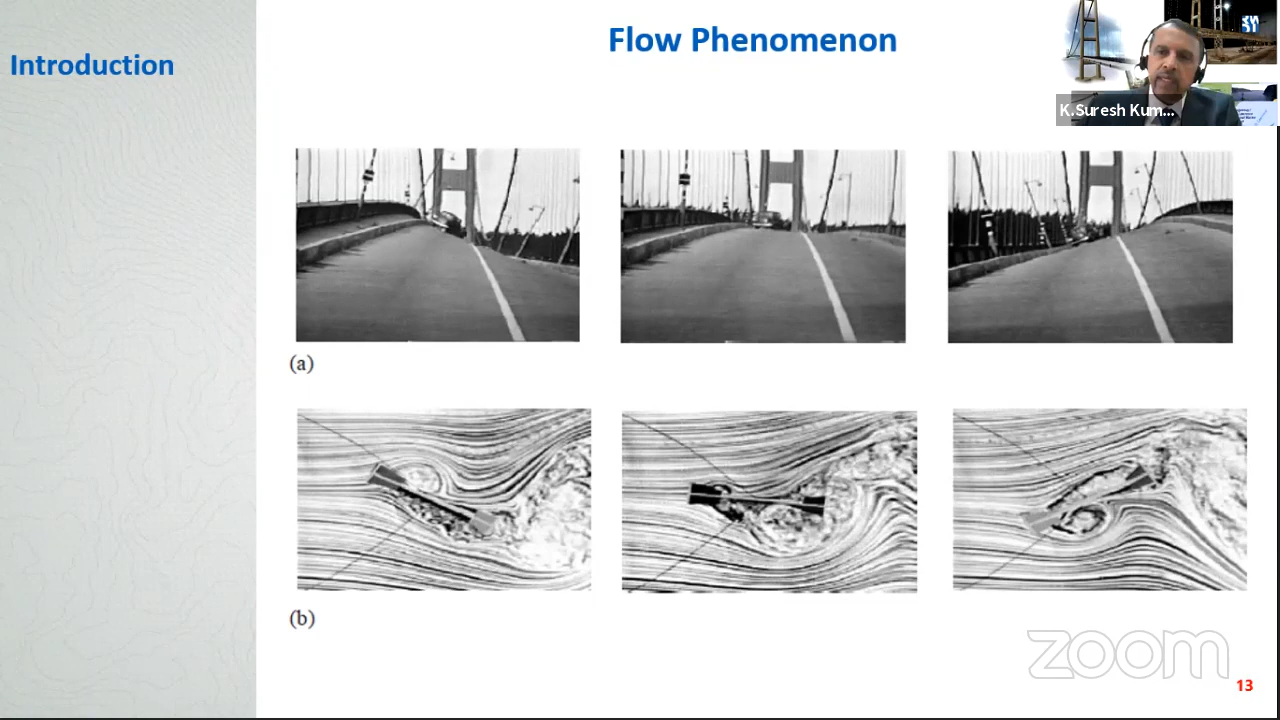 Flow Phenomenon
Introduction
K.Suresh Kum...
(a)
(b)
zoom
13